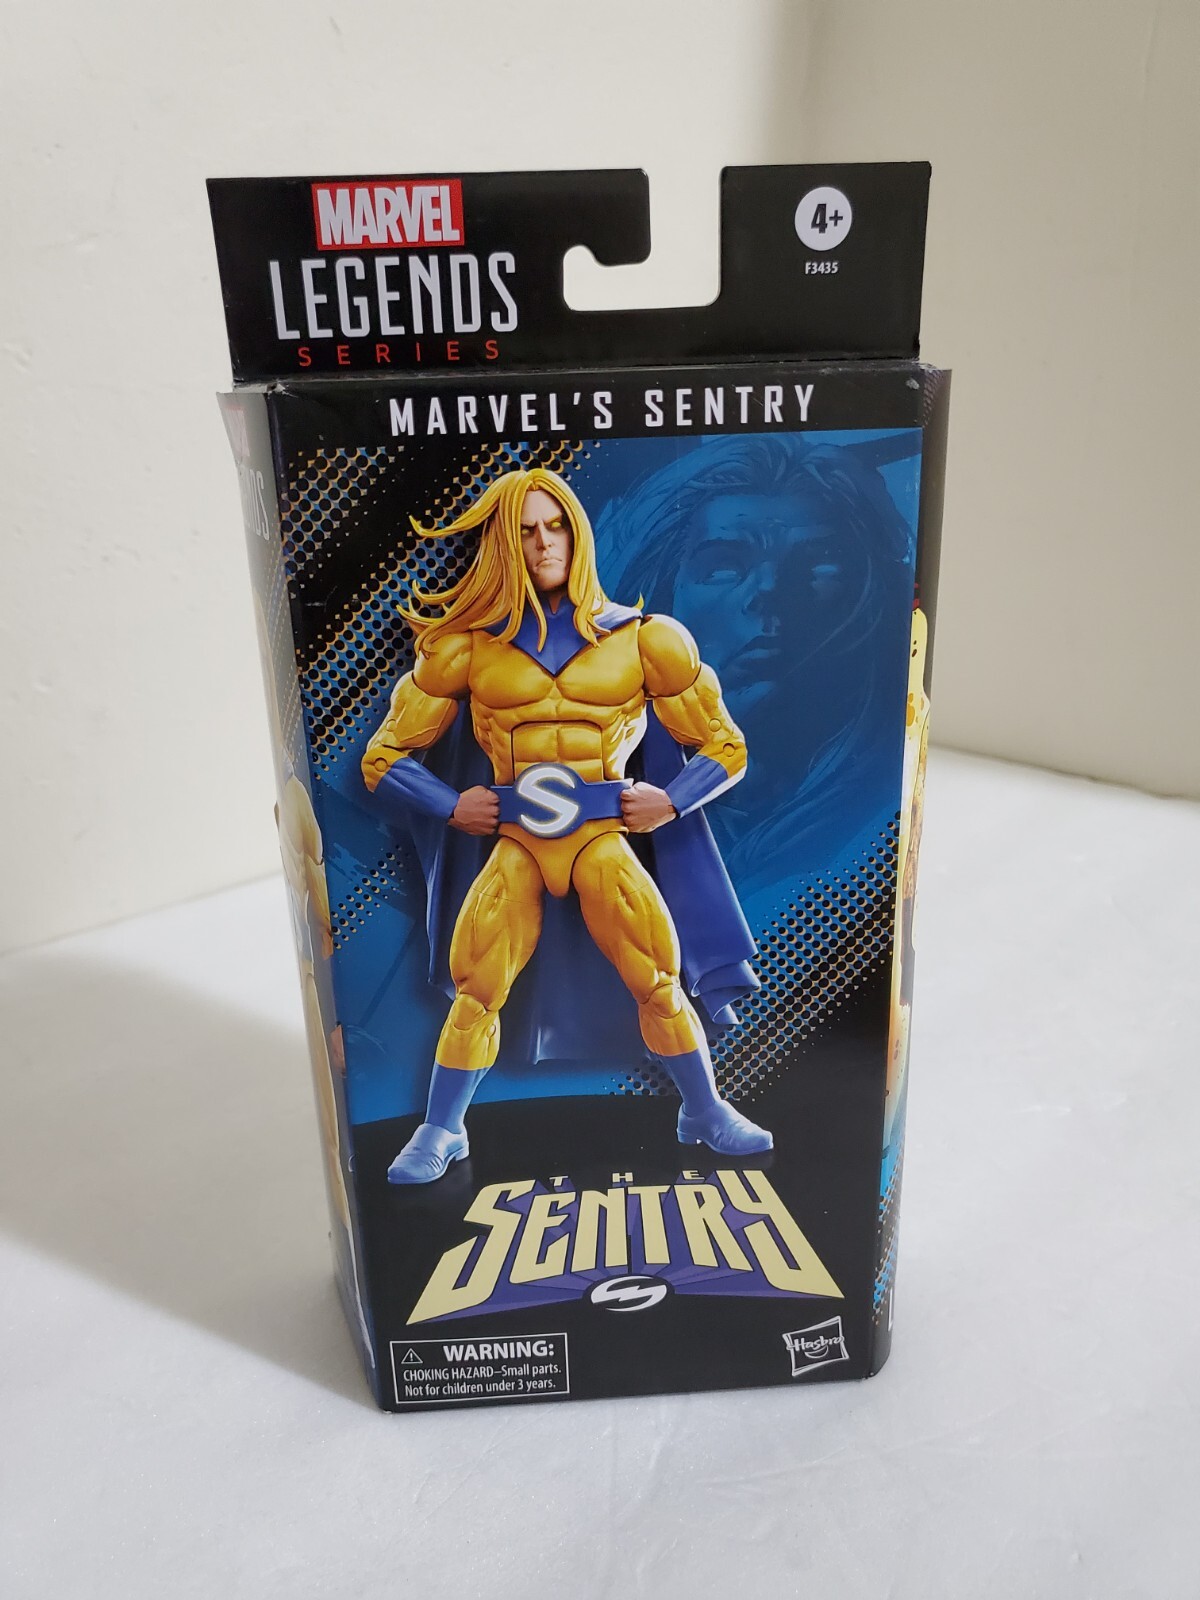 MARVEL
LEGENDS
SERIES
4+
F3435
MARVEL'S SENTRY
S
THE
SENTRY
WARNING:
CHOKING HAZARD–Small parts.
Not for children under 3 years.
Hasbro